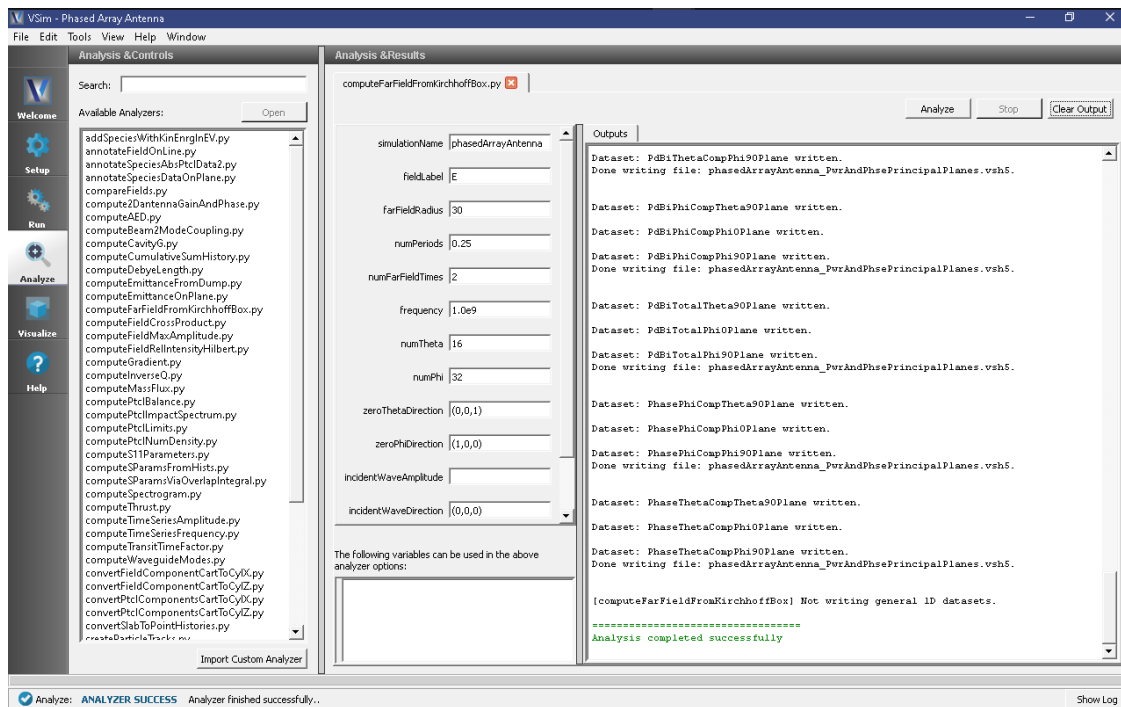 VSim - Phased Array Antenna
File Edit Tools View Help Window
Analysis &Controls
Analysis &Results
Welcome
Setup
Run
Analyze
Visualize
Help
Search:
Available Analyzers:
Open
addSpeciesWithKinEnrgInEV.py
annotateFieldOnLine.py
annotateSpeciesAbsPtclData2.py
annotateSpeciesDataOnPlane.py
compareFields.py
compute2DantennaGainAndPhase.py
computeAED.py
computeBeam2ModeCoupling.py
computeCavityG.py
computeCumulativeSumHistory.py
computeDebyeLength.py
computeEmittanceFromDump.py
computeEmittanceOnPlane.py
computeFarFieldFromKirchhoffBox.py
computeFieldCrossProduct.py
computeFieldMaxAmplitude.py
computeFieldRelIntensityHilbert.py
computeGradient.py
computeInverseQ.py
computeMassFlux.py
computePtclBalance.py
computePtclImpactSpectrum.py
computePtclLimits.py
computePtclNumDensity.py
computeS11Parameters.py
computeSParamsFromHists.py
computeSParamsViaOverlapIntegral.py
computeSpectrogram.py
computeThrust.py
computeTimeSeriesAmplitude.py
computeTimeSeriesFrequency.py
computeTransitTimeFactor.py
computeWaveguideModes.py
convertFieldComponentCartToCylX.py
convertFieldComponentCartToCylZ.py
convertPtclComponentsCartToCylX.py
convertPtclComponentsCartToCylZ.py
convertSlabToPointHistories.py
createParticleTracks.py
Import Custom Analyzer
computeFarFieldFromKirchhoffBox.py
Analyze
Stop
Clear Output
simulationName phasedArrayAntenna
fieldLabel E
farFieldRadius 30
numPeriods 0.25
numFarFieldTimes 2
frequency 1.0e9
numTheta 16
numPhi 32
zeroThetaDirection (0,0,1)
zeroPhiDirection (1,0,0)
incidentWaveAmplitude
incidentWaveDirection (0,0,0)
The following variables can be used in the above
analyzer options:
Outputs
Dataset: PdBiThetaCompPhi90Plane written.
Done writing file: phasedArrayAntenna_PwrAndPhsePrincipalPlanes.vsh5.
Dataset: PdBiPhiCompTheta90Plane written.
Dataset: PdBiPhiCompPhi0Plane written.
Dataset: PdBiPhiCompPhi90Plane written.
Done writing file: phasedArrayAntenna_PwrAndPhsePrincipalPlanes.vsh5.
Dataset: PdBiTotalTheta90Plane written.
Dataset: PdBiTotalPhi0Plane written.
Dataset: PdBiTotalPhi90Plane written.
Done writing file: phasedArrayAntenna_PwrAndPhsePrincipalPlanes.vsh5.
Dataset: PhasePhiCompTheta90Plane written.
Dataset: PhasePhiCompPhi0Plane written.
Dataset: PhasePhiCompPhi90Plane written.
Done writing file: phasedArrayAntenna_PwrAndPhsePrincipalPlanes.vsh5.
Dataset: PhaseThetaCompTheta90Plane written.
Dataset: PhaseThetaCompPhi0Plane written.
Dataset: PhaseThetaCompPhi90Plane written.
Done writing file: phasedArrayAntenna_PwrAndPhsePrincipalPlanes.vsh5.
[computeFarFieldFromKirchhoffBox] Not writing general 1D datasets.
=================================
Analysis completed successfully
Analyze: ANALYZER SUCCESS Analyzer finished successfully..
Show Log